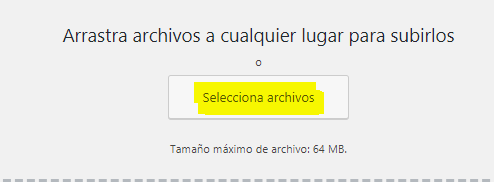 Arrastra archivos a cualquier lugar para subirlos
o
Selecciona archivos
Tamaño máximo de archivo: 64 MB.